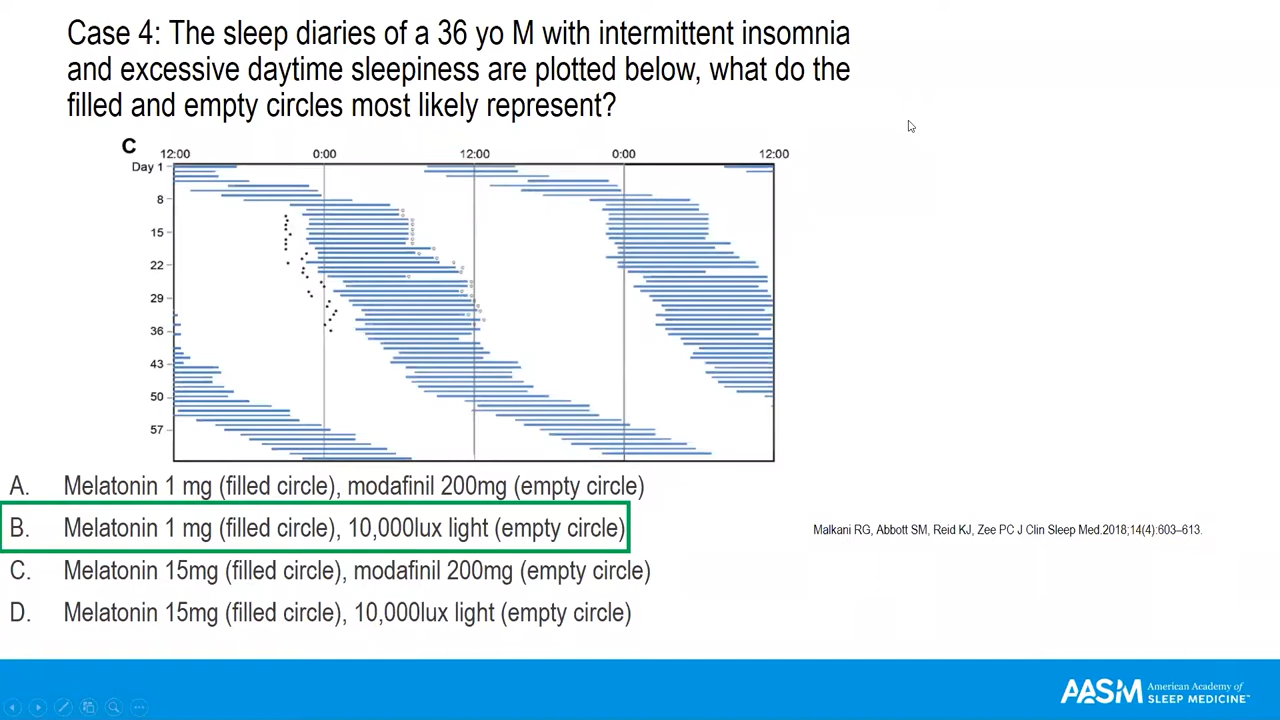 Case 4: The sleep diaries of a 36 yo M with intermittent insomnia
and excessive daytime sleepiness are plotted below, what do the
filled and empty circles most likely represent?
C
12:00 0:00 12:00 0:00 12:00
Day 1
8
15
22
29
36
43
50
57
A. Melatonin 1 mg (filled circle), modafinil 200mg (empty circle)
B. Melatonin 1 mg (filled circle), 10,000lux light (empty circle)
C. Melatonin 15mg (filled circle), modafinil 200mg (empty circle)
D. Melatonin 15mg (filled circle), 10,000lux light (empty circle)
Malkani RG, Abbott SM, Reid KJ, Zee PC J Clin Sleep Med.2018;14(4):603–613.
AASM American Academy of
SLEEP MEDICINE™